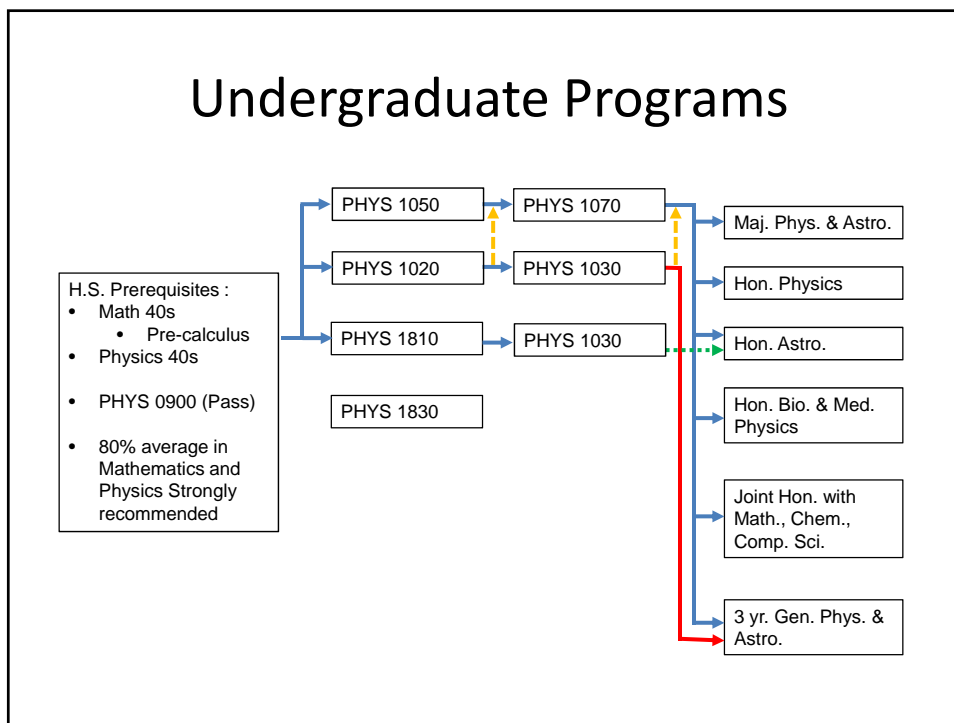 Undergraduate Programs
H.S. Prerequisites :
• Math 40s
• Pre-calculus
• Physics 40s
• PHYS 0900 (Pass)
• 80% average in
Mathematics and
Physics Strongly
recommended
PHYS 1050
PHYS 1020
PHYS 1810
PHYS 1830
PHYS 1070
PHYS 1030
PHYS 1030
Maj. Phys. & Astro.
Hon. Physics
Hon. Astro.
Hon. Bio. & Med.
Physics
Joint Hon. with
Math., Chem.,
Comp. Sci.
3 yr. Gen. Phys. &
Astro.